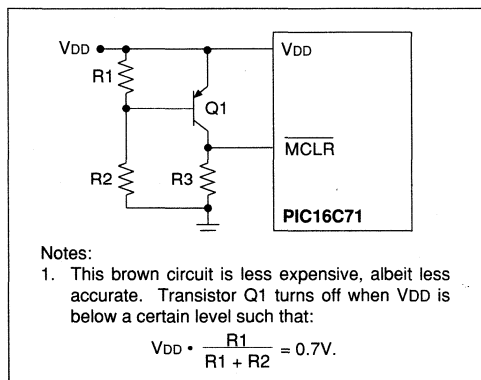 VDD
VDD
R1
Q1
MCLR
R2
R3
PIC16C71
Notes:
1. This brown circuit is less expensive, albeit less
accurate. Transistor Q1 turns off when VDD is
below a certain level such that:
VDD • R1 / (R1 + R2) = 0.7V.